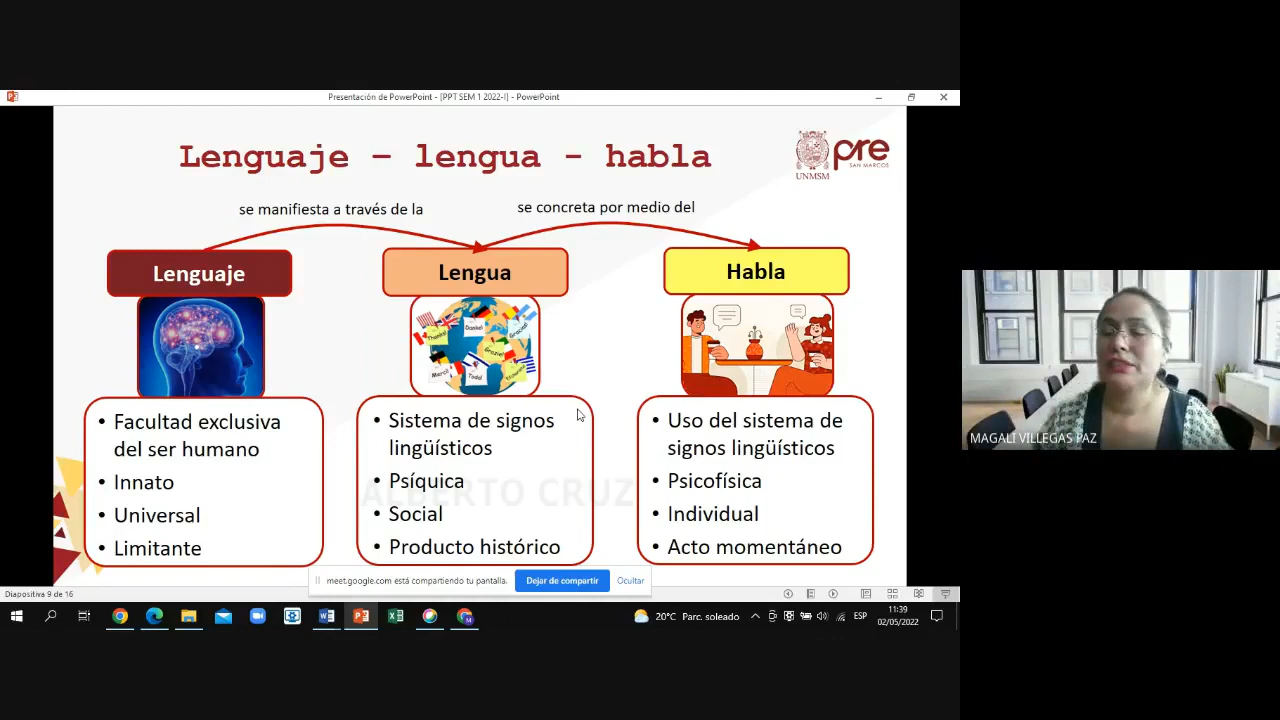 Presentación de PowerPoint - [PPT SEM 1 2022-I] - PowerPoint
Lenguaje – lengua - habla
UNMSM
pre
SAN MARCOS
se manifiesta a través de la
se concreta por medio del
Lenguaje
Lengua
Habla
Thanks!
Danke!
Grazie!
• Facultad exclusiva
del ser humano
• Innato
• Universal
• Limitante
• Sistema de signos
lingüísticos
• Psíquica
• Social
• Producto histórico
• Uso del sistema de
signos lingüísticos
• Psicofísica
• Individual
• Acto momentáneo
ALBERTO CRUZ
meet.google.com está compartiendo tu pantalla.
Dejar de compartir
Ocultar
Diapositiva 9 de 16
20°C Parc. soleado
ESP
11:39
02/05/2022
MAGALI VILLEGAS PAZ